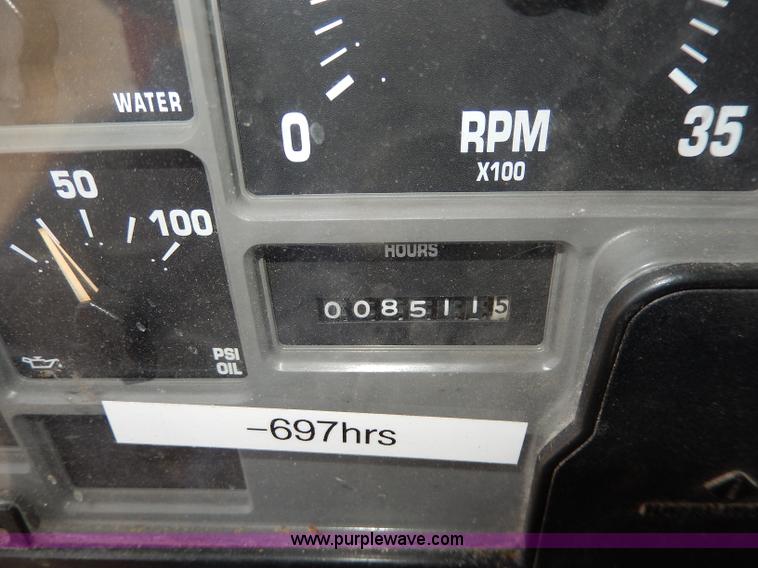 WATER
0
RPM
X100
35
50
100
HOURS
0085115
PSI
OIL
-697hrs
www.purplewave.com